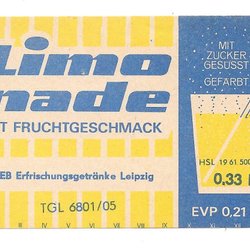 Limo
nade
T FRUCHTGESCHMACK
EB Erfrischungsgetränke Leipzig
TGL 6801/05
MIT
ZUCKER
GESÜSST
GEFÄRBT
HSL 19 61 500
0.33 l
EVP 0,21